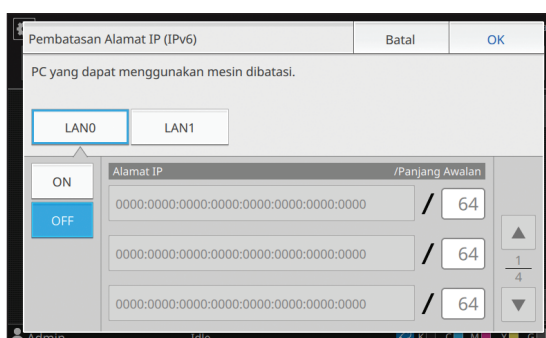 Pembatasan Alamat IP (IPv6)
Batal
OK
PC yang dapat menggunakan mesin dibatasi.
LAN0
LAN1
ON
OFF
Alamat IP
/Panjang Awalan
0000:0000:0000:0000:0000:0000:0000:0000
/
64
0000:0000:0000:0000:0000:0000:0000:0000
/
64
0000:0000:0000:0000:0000:0000:0000:0000
/
64
1
4
Admin
Idle
K
C
M
Y
G